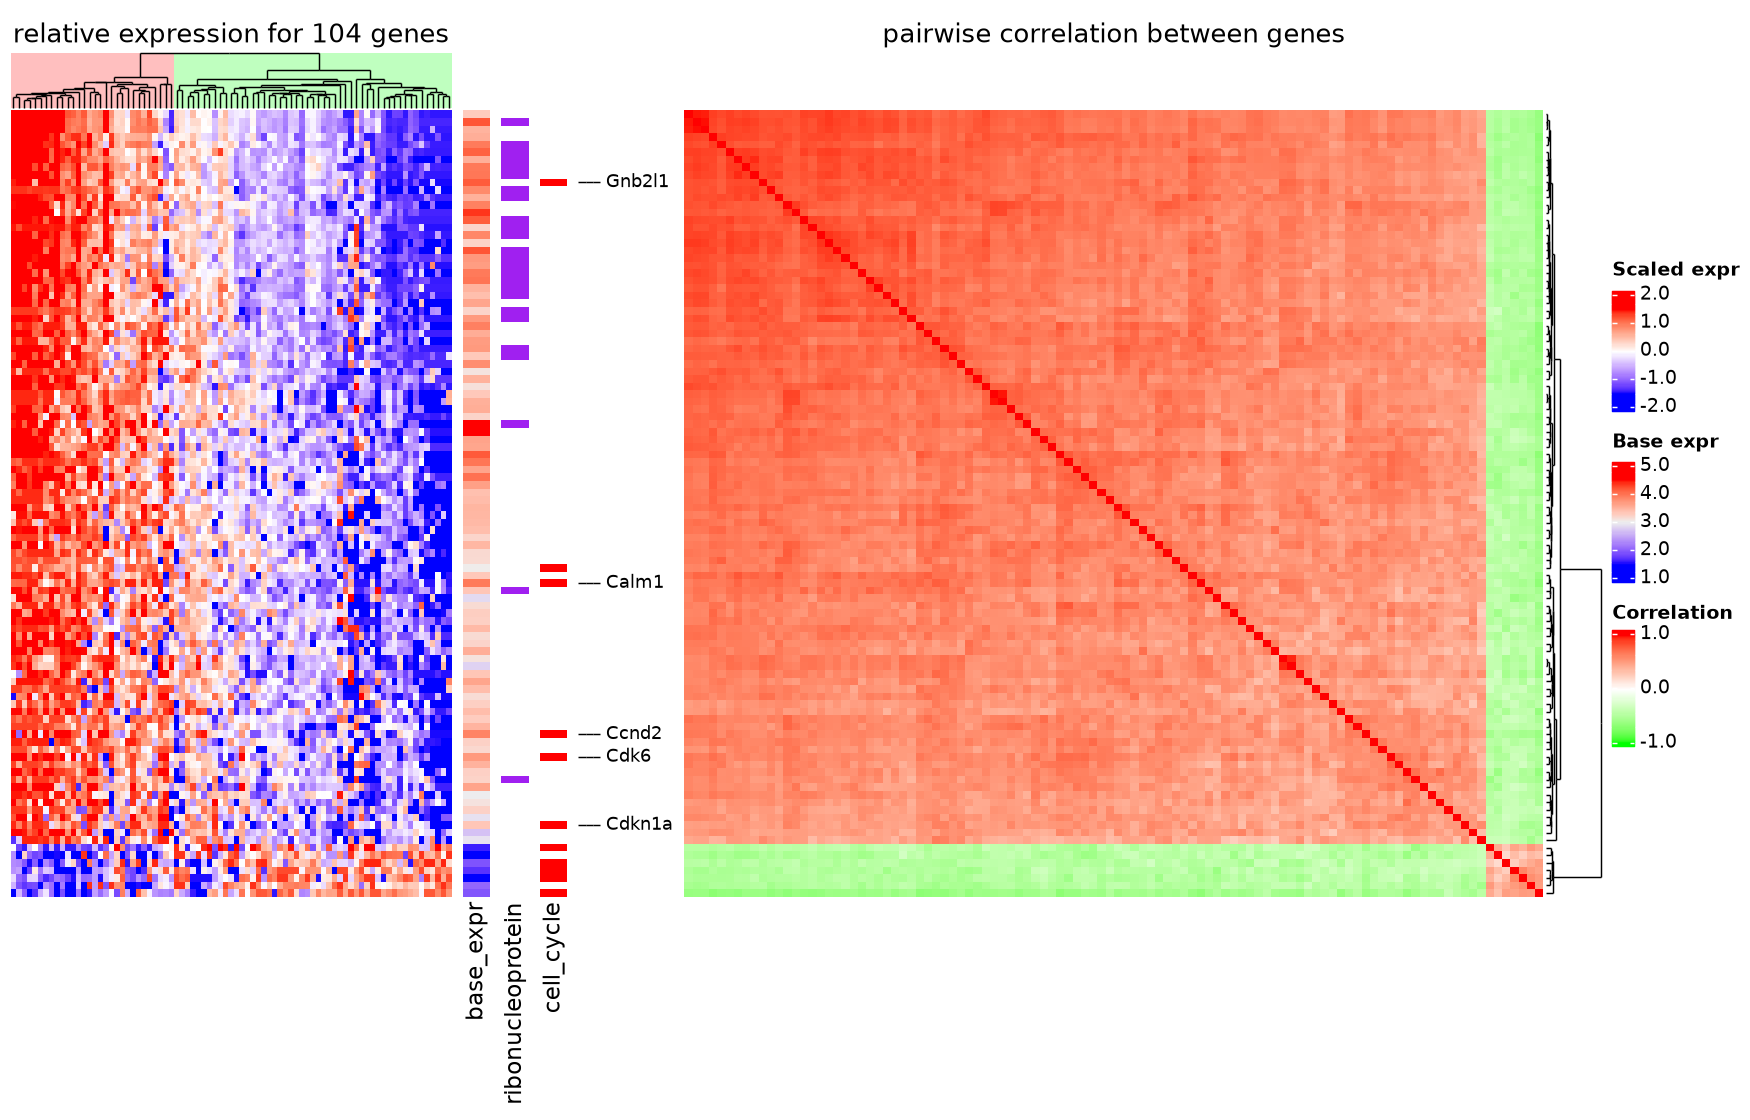 relative expression for 104 genes
pairwise correlation between genes
Gnb2l1
Calm1
Ccnd2
Cdk6
Cdkn1a
base_expr
ribonucleoprotein
cell_cycle
Scaled expr
2.0
1.0
0.0
-1.0
-2.0
Base expr
5.0
4.0
3.0
2.0
1.0
Correlation
1.0
0.0
-1.0